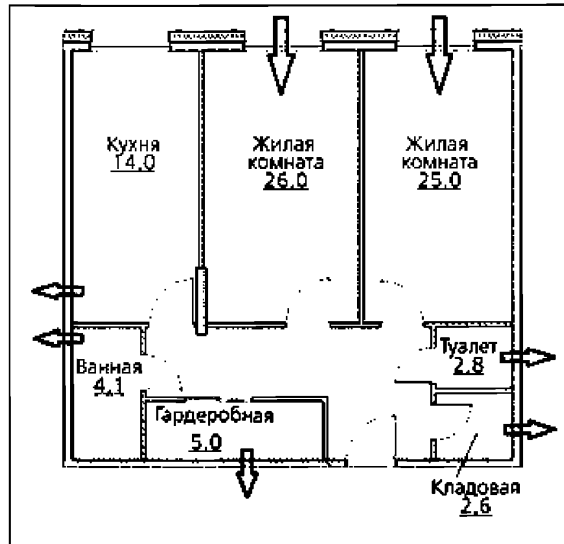 Кухня
14.0
Жилая
комната
26.0
Жилая
комната
25.0
Ванная
4.1
Туалет
2.8
Гардеробная
5.0
Кладовая
2.6